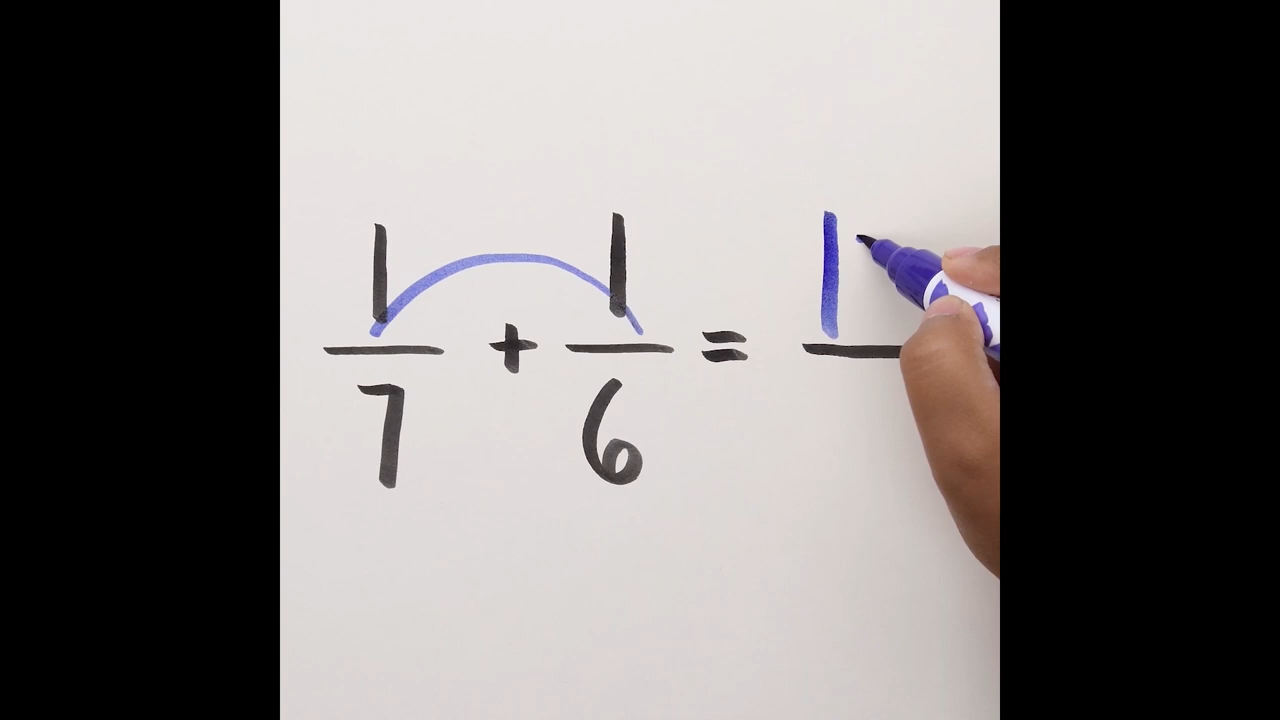 1/7 + 1/6 = 1